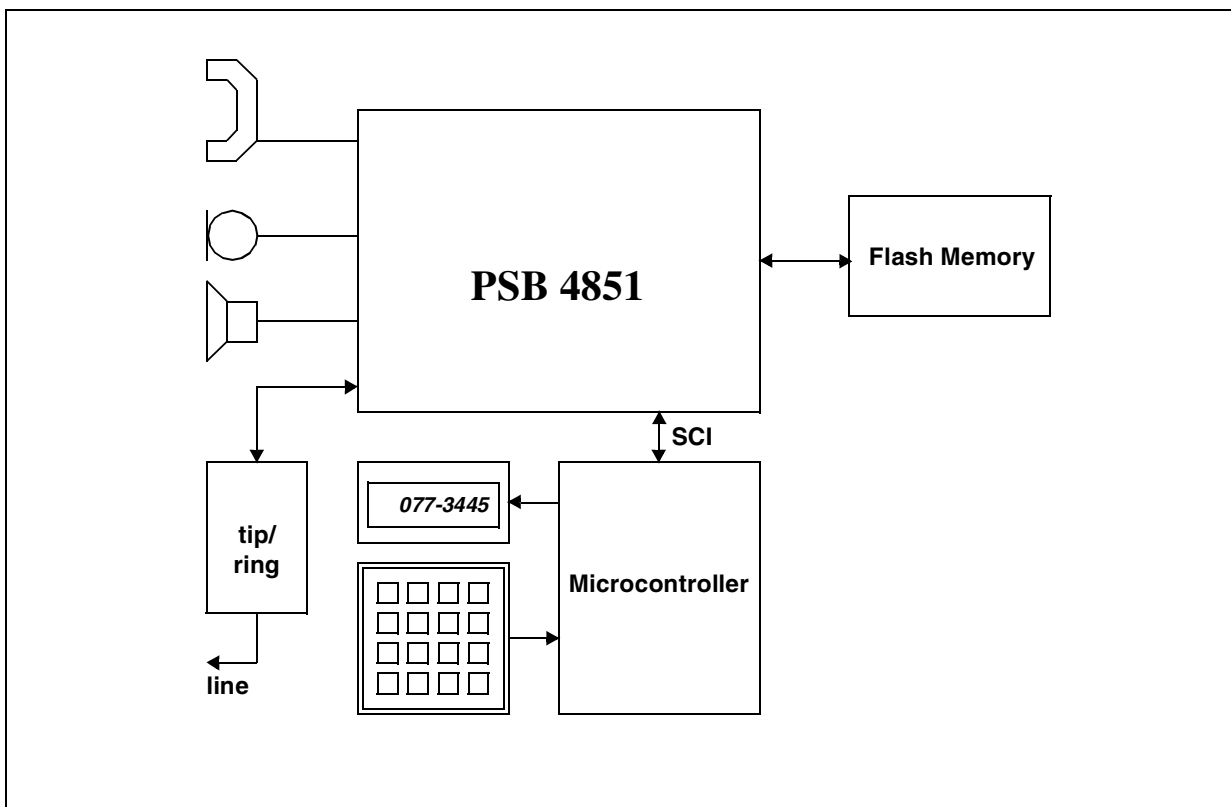 PSB 4851
Flash Memory
SCI
077-3445
tip/
ring
Microcontroller
line